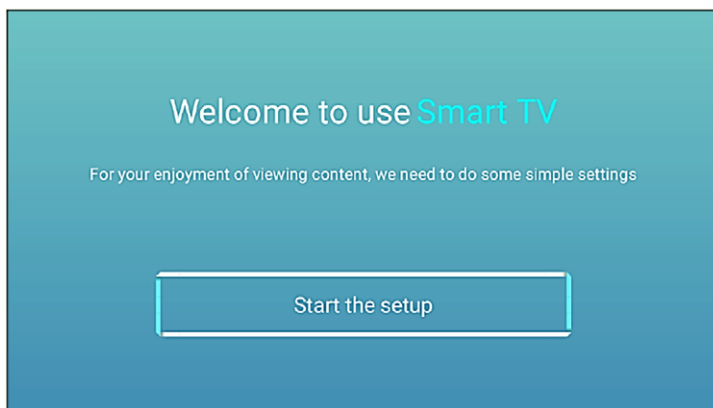 Welcome to use Smart TV
For your enjoyment of viewing content, we need to do some simple settings
Start the setup